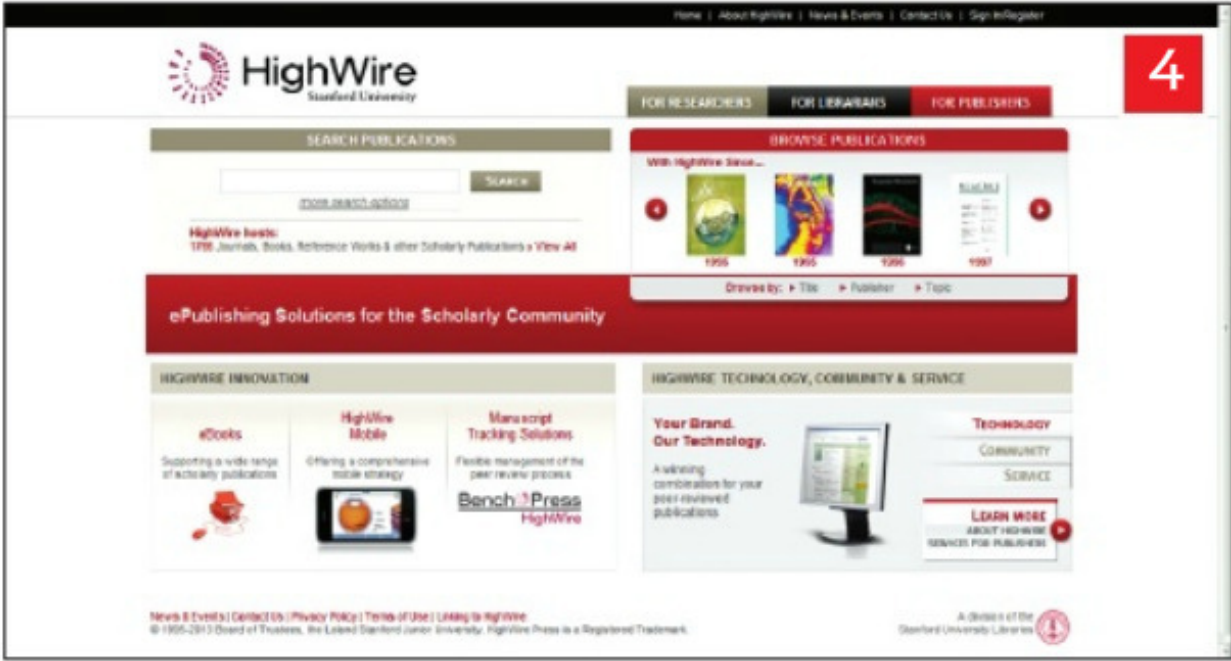 Home | About HighWire | News & Events | Contact Us | Sign In/Register
4
HighWire
Stanford University
FOR RESEARCHERS FOR LIBRARIANS FOR PUBLISHERS
SEARCH PUBLICATIONS
SEARCH
more search options
HighWire hosts:
Journals, Books, Reference Works & other Scholarly Publications » View All
BROWSE PUBLICATIONS
With HighWire Since...
1995 1995 1996 1997
Browse by: Title Publisher Topic
ePublishing Solutions for the Scholarly Community
HIGHWIRE INNOVATION
eBooks
Supporting a wide range
of scholarly publications
HighWire
Mobile
Offering a comprehensive
mobile strategy
Manuscript
Tracking Solutions
Flexible management of the
peer review process
Bench>Press
HighWire
HIGHWIRE TECHNOLOGY, COMMUNITY & SERVICE
Your Brand.
Our Technology.
A winning
combination for your
peer-reviewed
publications
TECHNOLOGY
COMMUNITY
SERVICE
LEARN MORE
ABOUT HIGHWIRE
SERVICES FOR PUBLISHERS
News & Events | Contact Us | Privacy Policy | Terms of Use | Linking to HighWire
© 1995-2013 Board of Trustees, the Leland Stanford Junior University. HighWire Press is a Registered Trademark.
A division of the
Stanford University Libraries